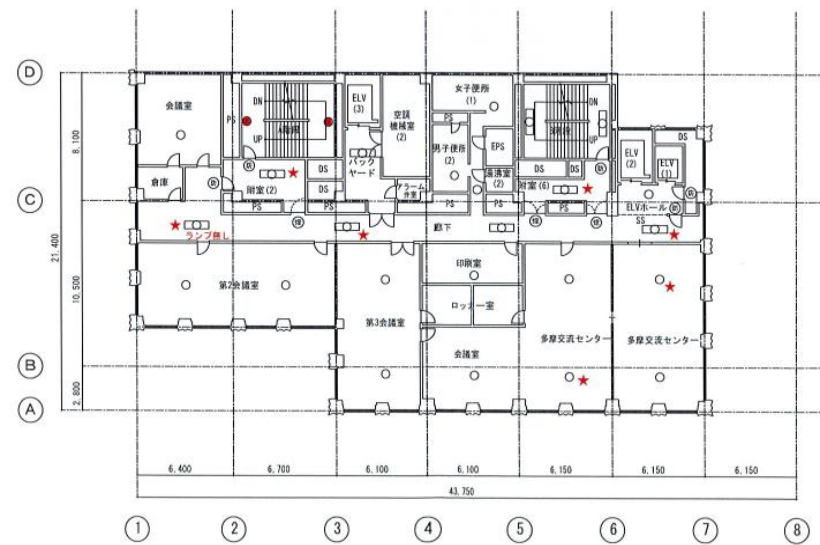 D
C
B
A
8,100
10,500
2,800
21,400
会議室
PS
DN
UP
A階段
ELV
(3)
空調
機械室
(2)
女子便所
(1)
PS
男子便所
(2)
EPS
DN
UP
B階段
DS
ELV
(2)
ELV
(1)
バック
ヤード
湯沸室
(2)
倉庫
附室(2)
DS
DS
アラーム
弁室
DS
DS
附室(6)
ELVホール
SS
PS
PS
PS
PS
PS
ランプ無し
廊下
第2会議室
第3会議室
印刷室
ロッカー室
会議室
多摩交流センター
多摩交流センター
6,400
6,700
6,100
6,100
6,150
6,150
6,150
43,750
1
2
3
4
5
6
7
8